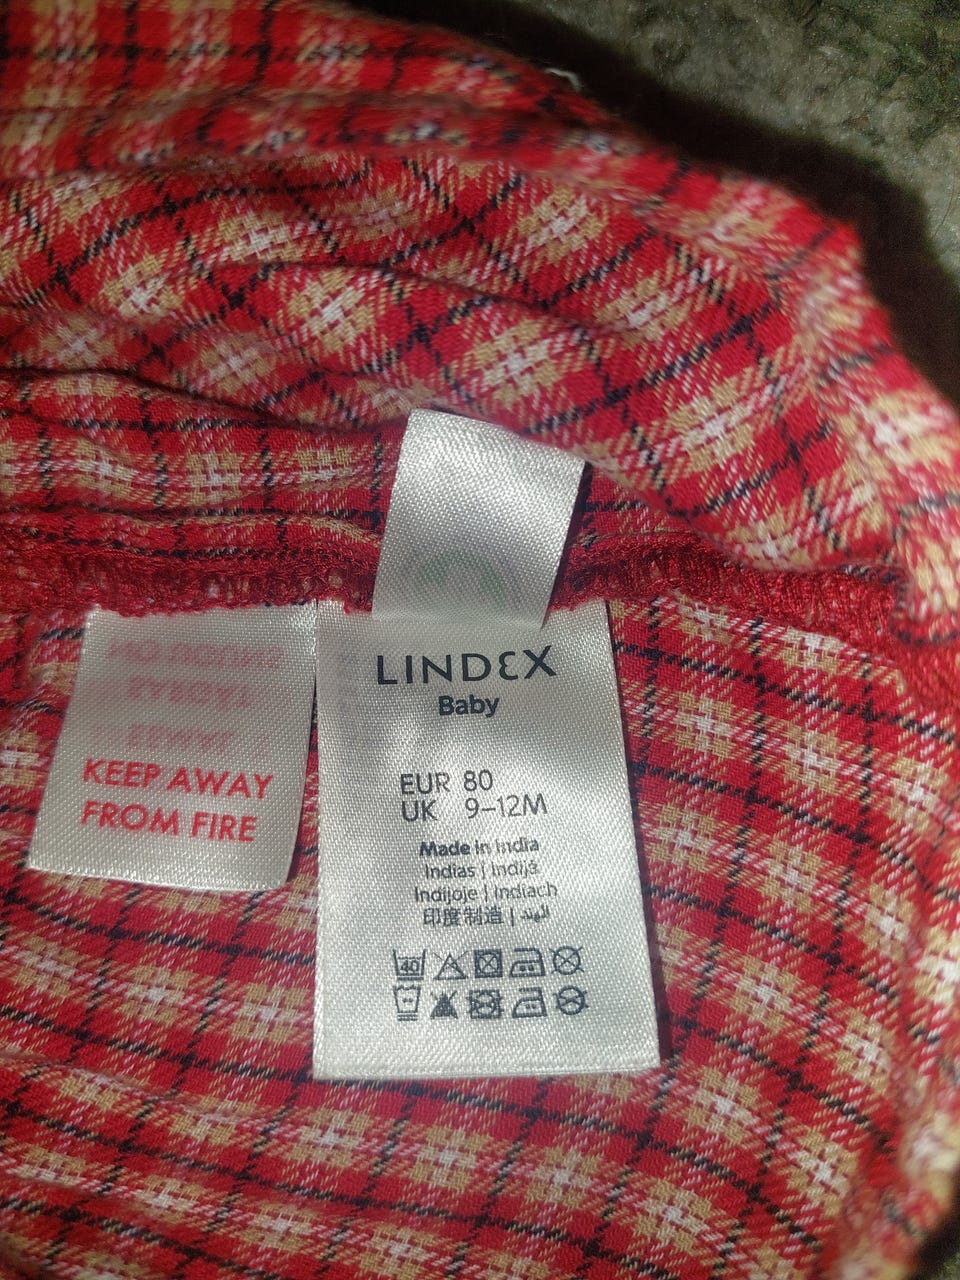 KEEP AWAY
FROM FIRE
LINDEX
Baby
EUR 80
UK 9–12M
Made in India
Indias | Indijā
Indijoje | Indiach
印度制造 | الهند
40